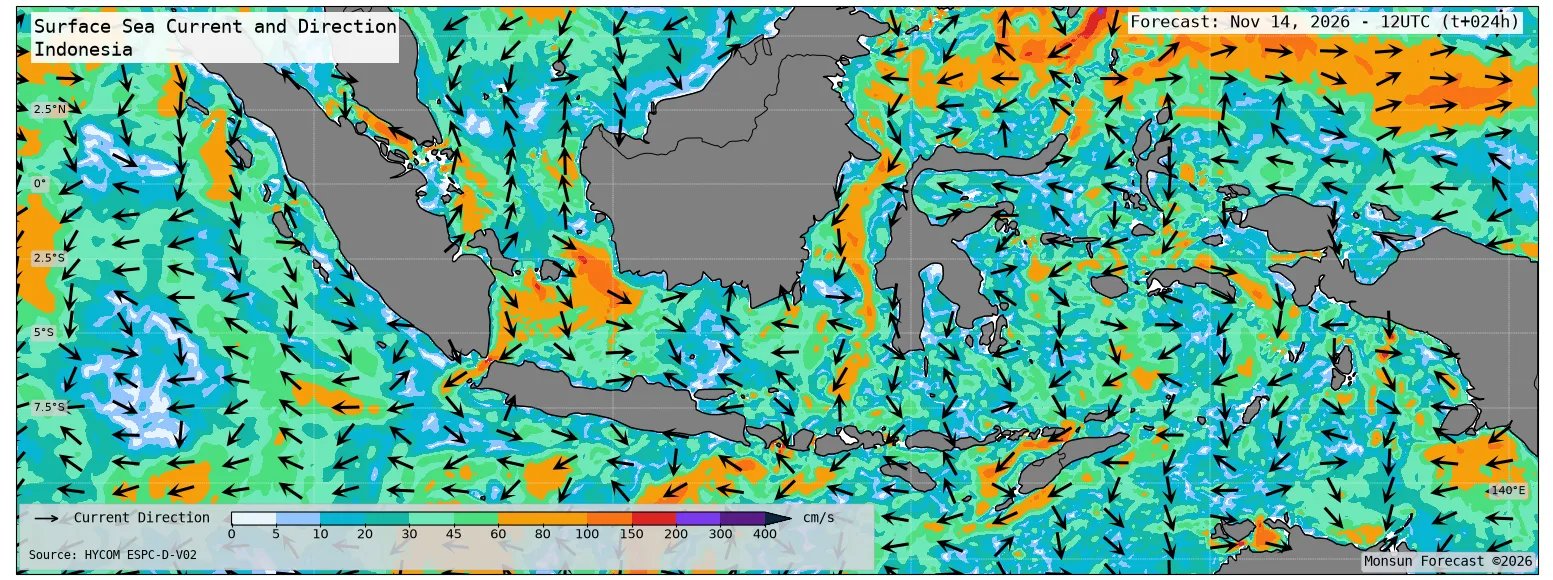 Surface Sea Current and Direction
Indonesia
Forecast: Nov 14, 2026 - 12UTC (t+024h)
2.5°N
0°
2.5°S
5°S
7.5°S
140°E
Current Direction
0 5 10 20 30 45 60 80 100 150 200 300 400 cm/s
Source: HYCOM ESPC-D-V02
Monsun Forecast ©2026